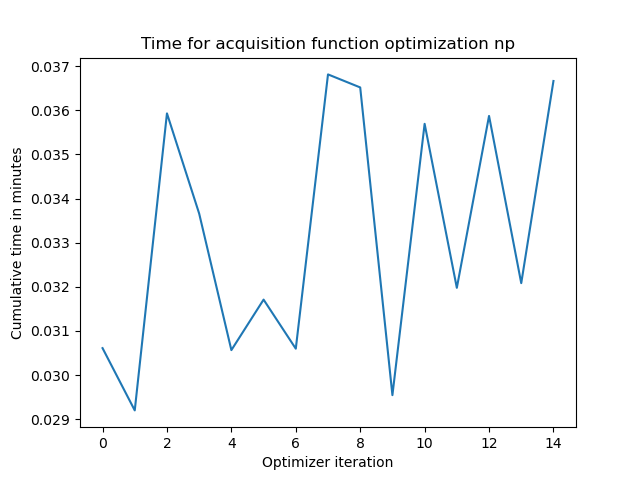 Time for acquisition function optimization np
Cumulative time in minutes
0.037
0.036
0.035
0.034
0.033
0.032
0.031
0.030
0.029
0 2 4 6 8 10 12 14
Optimizer iteration